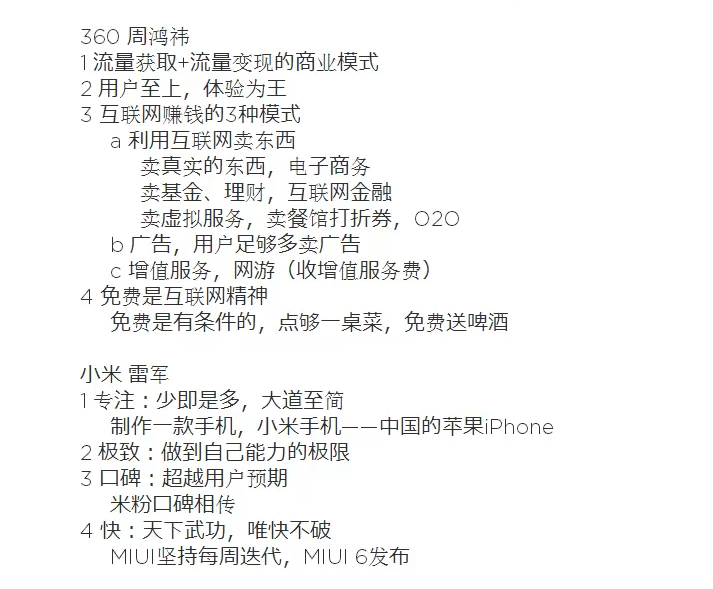 360 周鸿祎
1 流量获取+流量变现的商业模式
2 用户至上，体验为王
3 互联网赚钱的3种模式
a 利用互联网卖东西
卖真实的东西，电子商务
卖基金、理财，互联网金融
卖虚拟服务，卖餐馆打折券，O2O
b 广告，用户足够多卖广告
c 增值服务，网游（收增值服务费）
4 免费是互联网精神
免费是有条件的，点够一桌菜，免费送啤酒
小米 雷军
1 专注：少即是多，大道至简
制作一款手机，小米手机——中国的苹果iPhone
2 极致：做到自己能力的极限
3 口碑：超越用户预期
米粉口碑相传
4 快：天下武功，唯快不破
MIUI坚持每周迭代，MIUI 6发布